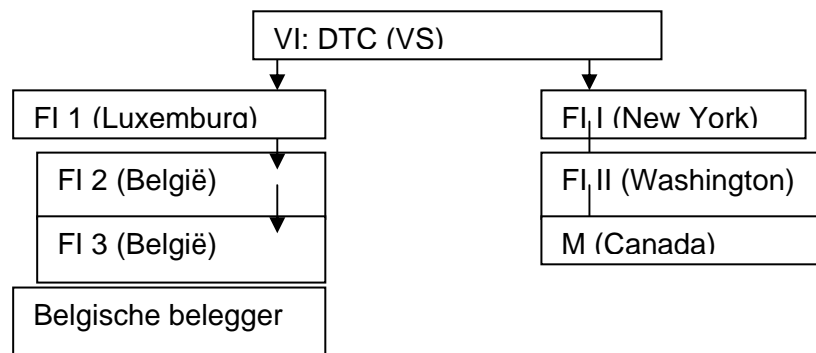 VI: DTC (VS)
FI 1 (Luxemburg)
FI I (New York)
FI 2 (België)
FI II (Washington)
FI 3 (België)
M (Canada)
Belgische belegger